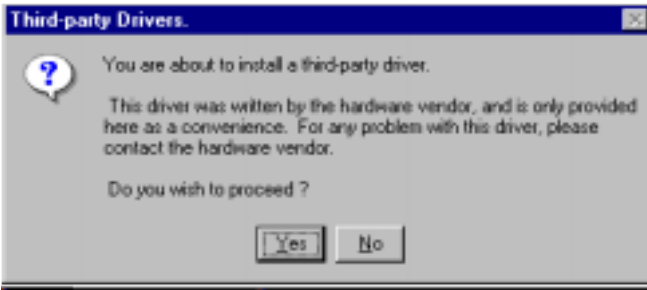 Third-party Drivers.
You are about to install a third-party driver.
This driver was written by the hardware vendor, and is only provided
here as a convenience. For any problem with this driver, please
contact the hardware vendor.
Do you wish to proceed ?
Yes No